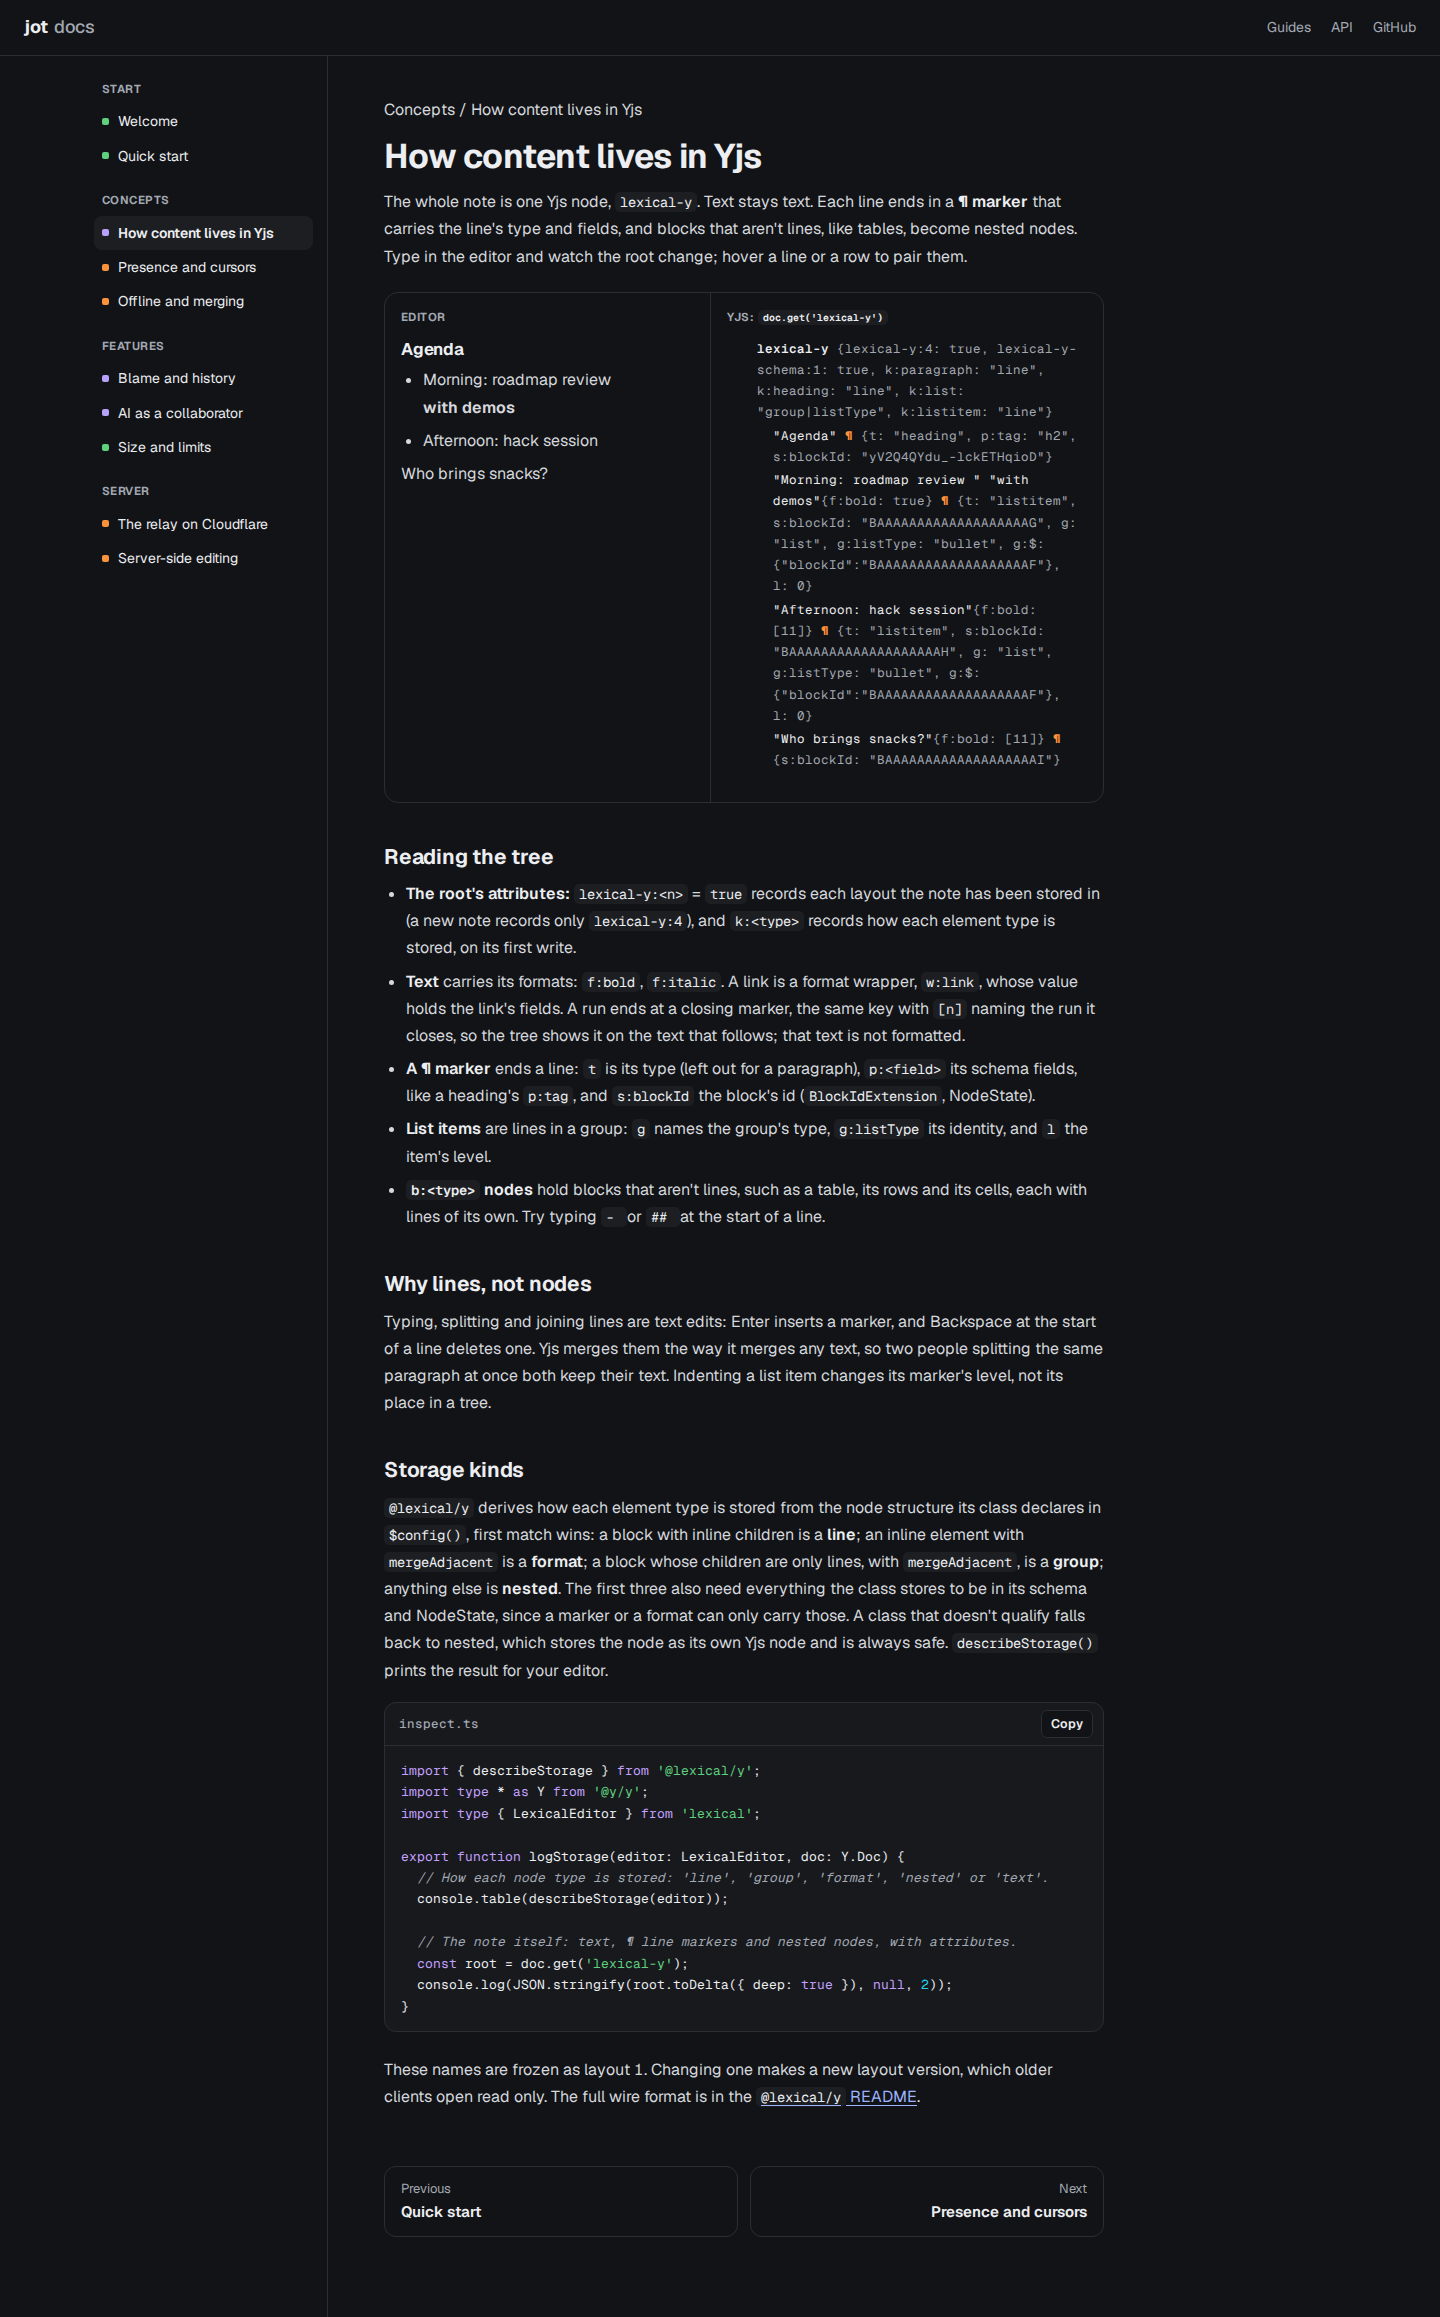 jot docs
Guides API GitHub
START
Welcome
Quick start
CONCEPTS
How content lives in Yjs
Presence and cursors
Offline and merging
FEATURES
Blame and history
AI as a collaborator
Size and limits
SERVER
The relay on Cloudflare
Server-side editing
Concepts / How content lives in Yjs
How content lives in Yjs
The whole note is one Yjs node, lexical-y. Text stays text. Each line ends in a ¶ marker that
carries the line's type and fields, and blocks that aren't lines, like tables, become nested nodes.
Type in the editor and watch the root change; hover a line or a row to pair them.
EDITOR
Agenda
• Morning: roadmap review
with demos
• Afternoon: hack session
Who brings snacks?
YJS: doc.get('lexical-y')
lexical-y {lexical-y:4: true, lexical-y-
schema:1: true, k:paragraph: "line",
k:heading: "line", k:list:
"group|listType", k:listitem: "line"}
"Agenda" ¶ {t: "heading", p:tag: "h2",
s:blockId: "yV2Q4QYdu_-lckETHqioD"}
"Morning: roadmap review " "with
demos"{f:bold: true} ¶ {t: "listitem",
s:blockId: "BAAAAAAAAAAAAAAAAAAAG", g:
"list", g:listType: "bullet", g:$:
{"blockId":"BAAAAAAAAAAAAAAAAAAAF"},
l: 0}
"Afternoon: hack session"{f:bold:
[11]} ¶ {t: "listitem", s:blockId:
"BAAAAAAAAAAAAAAAAAAAH", g: "list",
g:listType: "bullet", g:$:
{"blockId":"BAAAAAAAAAAAAAAAAAAAF"},
l: 0}
"Who brings snacks?"{f:bold: [11]} ¶
{s:blockId: "BAAAAAAAAAAAAAAAAAAAI"}
Reading the tree
• The root's attributes: lexical-y:<n> = true records each layout the note has been stored in
(a new note records only lexical-y:4), and k:<type> records how each element type is
stored, on its first write.
• Text carries its formats: f:bold, f:italic. A link is a format wrapper, w:link, whose value
holds the link's fields. A run ends at a closing marker, the same key with [n] naming the run it
closes, so the tree shows it on the text that follows; that text is not formatted.
• A ¶ marker ends a line: t is its type (left out for a paragraph), p:<field> its schema fields,
like a heading's p:tag, and s:blockId the block's id (BlockIdExtension, NodeState).
• List items are lines in a group: g names the group's type, g:listType its identity, and l the
item's level.
• b:<type> nodes hold blocks that aren't lines, such as a table, its rows and its cells, each with
lines of its own. Try typing - or ## at the start of a line.
Why lines, not nodes
Typing, splitting and joining lines are text edits: Enter inserts a marker, and Backspace at the start
of a line deletes one. Yjs merges them the way it merges any text, so two people splitting the same
paragraph at once both keep their text. Indenting a list item changes its marker's level, not its
place in a tree.
Storage kinds
@lexical/y derives how each element type is stored from the node structure its class declares in
$config(), first match wins: a block with inline children is a line; an inline element with
mergeAdjacent is a format; a block whose children are only lines, with mergeAdjacent, is a group;
anything else is nested. The first three also need everything the class stores to be in its schema
and NodeState, since a marker or a format can only carry those. A class that doesn't qualify falls
back to nested, which stores the node as its own Yjs node and is always safe. describeStorage()
prints the result for your editor.
inspect.ts
Copy
import { describeStorage } from '@lexical/y';
import type * as Y from '@y/y';
import type { LexicalEditor } from 'lexical';
export function logStorage(editor: LexicalEditor, doc: Y.Doc) {
// How each node type is stored: 'line', 'group', 'format', 'nested' or 'text'.
console.table(describeStorage(editor));
// The note itself: text, ¶ line markers and nested nodes, with attributes.
const root = doc.get('lexical-y');
console.log(JSON.stringify(root.toDelta({ deep: true }), null, 2));
}
These names are frozen as layout 1. Changing one makes a new layout version, which older
clients open read only. The full wire format is in the @lexical/y README.
Previous
Quick start
Next
Presence and cursors